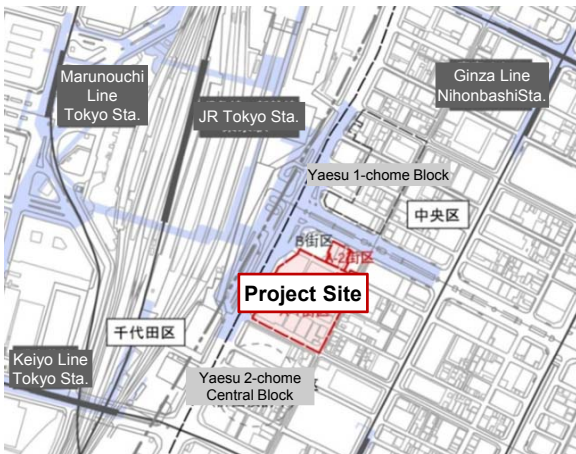 Marunouchi
Line
Tokyo Sta.
JR Tokyo Sta.
Ginza Line
NihonbashiSta.
Yaesu 1-chome Block
中央区
B街区
A-2街区
Project Site
千代田区
Keiyo Line
Tokyo Sta.
Yaesu 2-chome
Central Block